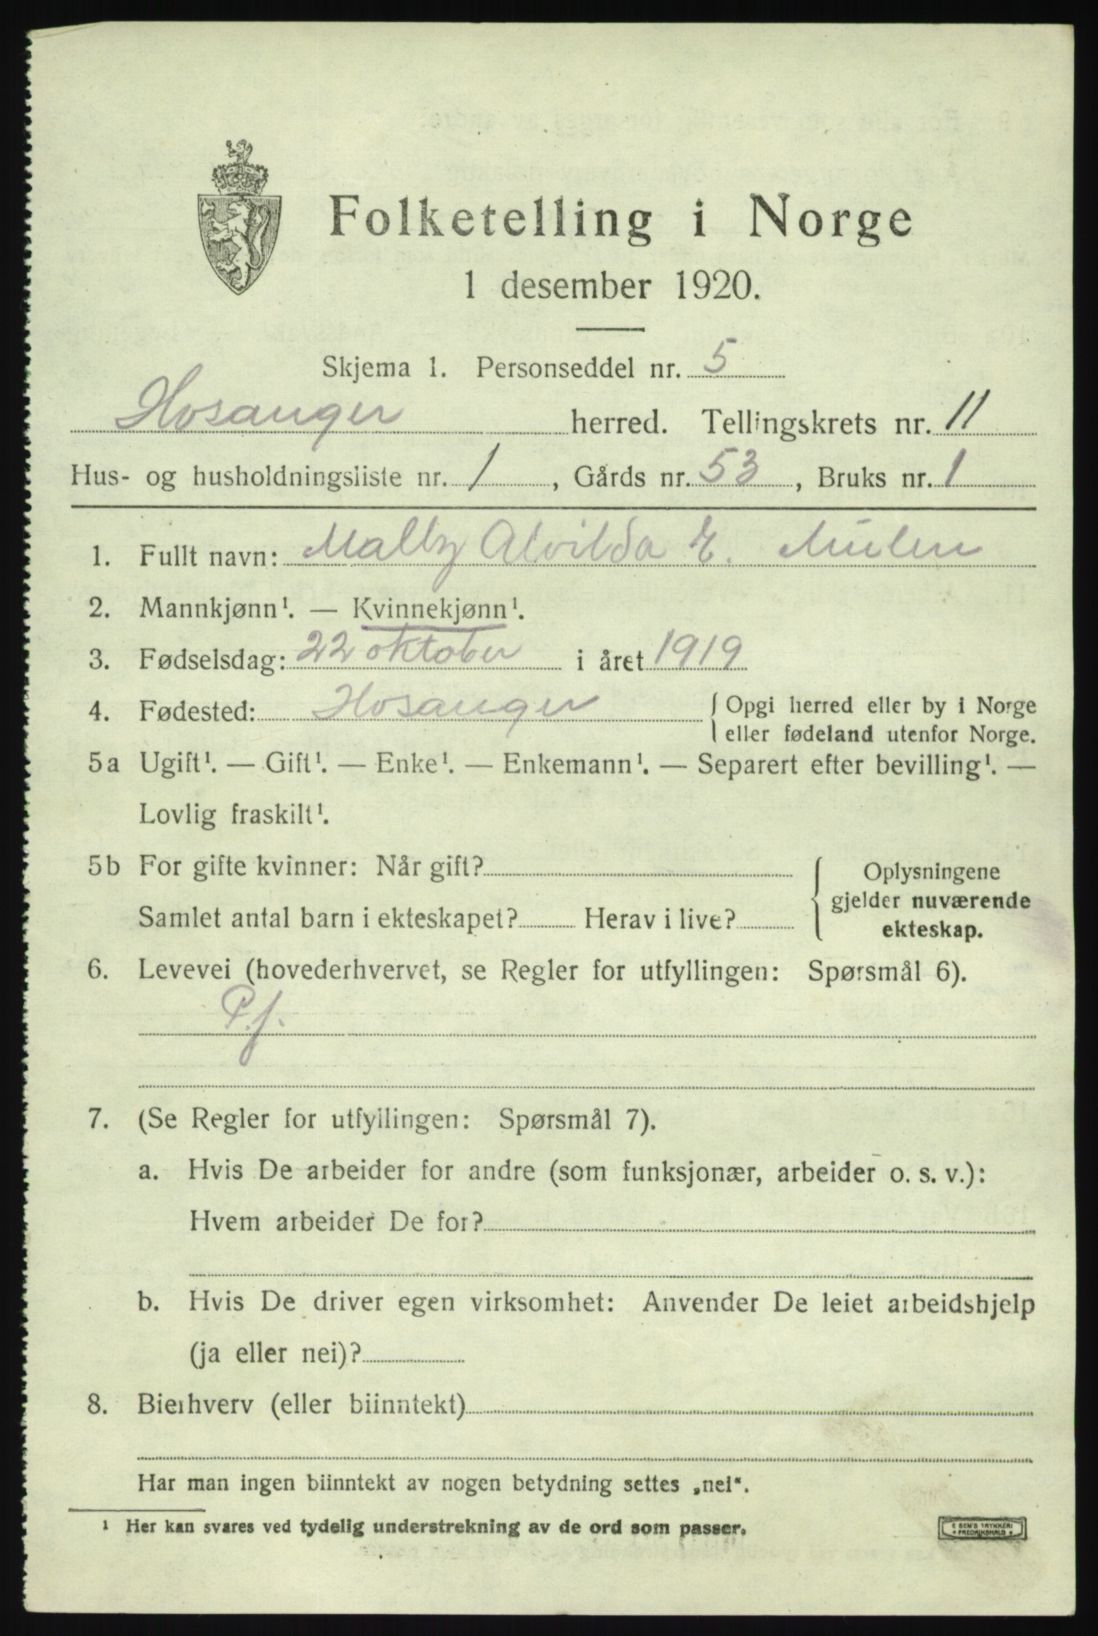 Folketelling i Norge
1 desember 1920.
Skjema 1. Personseddel nr. 5
Hosanger herred. Tellingskrets nr. 11
Hus- og husholdningsliste nr. 1, Gårds nr. 53, Bruks nr. 1
1. Fullt navn: Malby Alvilda E. Mulen
2. Mannkjønn¹. — Kvinnekjønn¹.
3. Fødselsdag: 22 oktober i året 1919
4. Fødested: Hosanger { Opgi herred eller by i Norge
eller fødeland utenfor Norge.
5a Ugift¹. — Gift¹. — Enke¹. — Enkemann¹. — Separert efter bevilling¹. —
Lovlig fraskilt¹.
5b For gifte kvinner: Når gift?
Samlet antal barn i ekteskapet? Herav i live?
{ Oplysningene
gjelder nuværende
ekteskap.
6. Levevei (hovederhvervet, se Regler for utfyllingen: Spørsmål 6).
P.f.
7. (Se Regler for utfyllingen: Spørsmål 7).
a. Hvis De arbeider for andre (som funksjonær, arbeider o. s. v.):
Hvem arbeider De for?
b. Hvis De driver egen virksomhet: Anvender De leiet arbeidshjelp
(ja eller nei)?
8. Bierhverv (eller biinntekt)
Har man ingen biinntekt av nogen betydning settes „nei“.
¹ Her kan svares ved tydelig understrekning av de ord som passer.